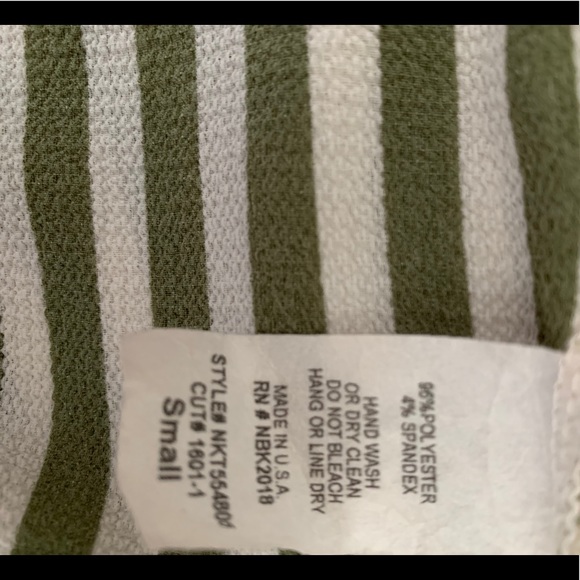 96%POLYESTER
4% SPANDEX
HAND WASH
OR DRY CLEAN
DO NOT BLEACH
HANG OR LINE DRY
MADE IN U.S.A
RN # NBK2018
STYLE# NKT55480d
CUT# 1601-1
Small